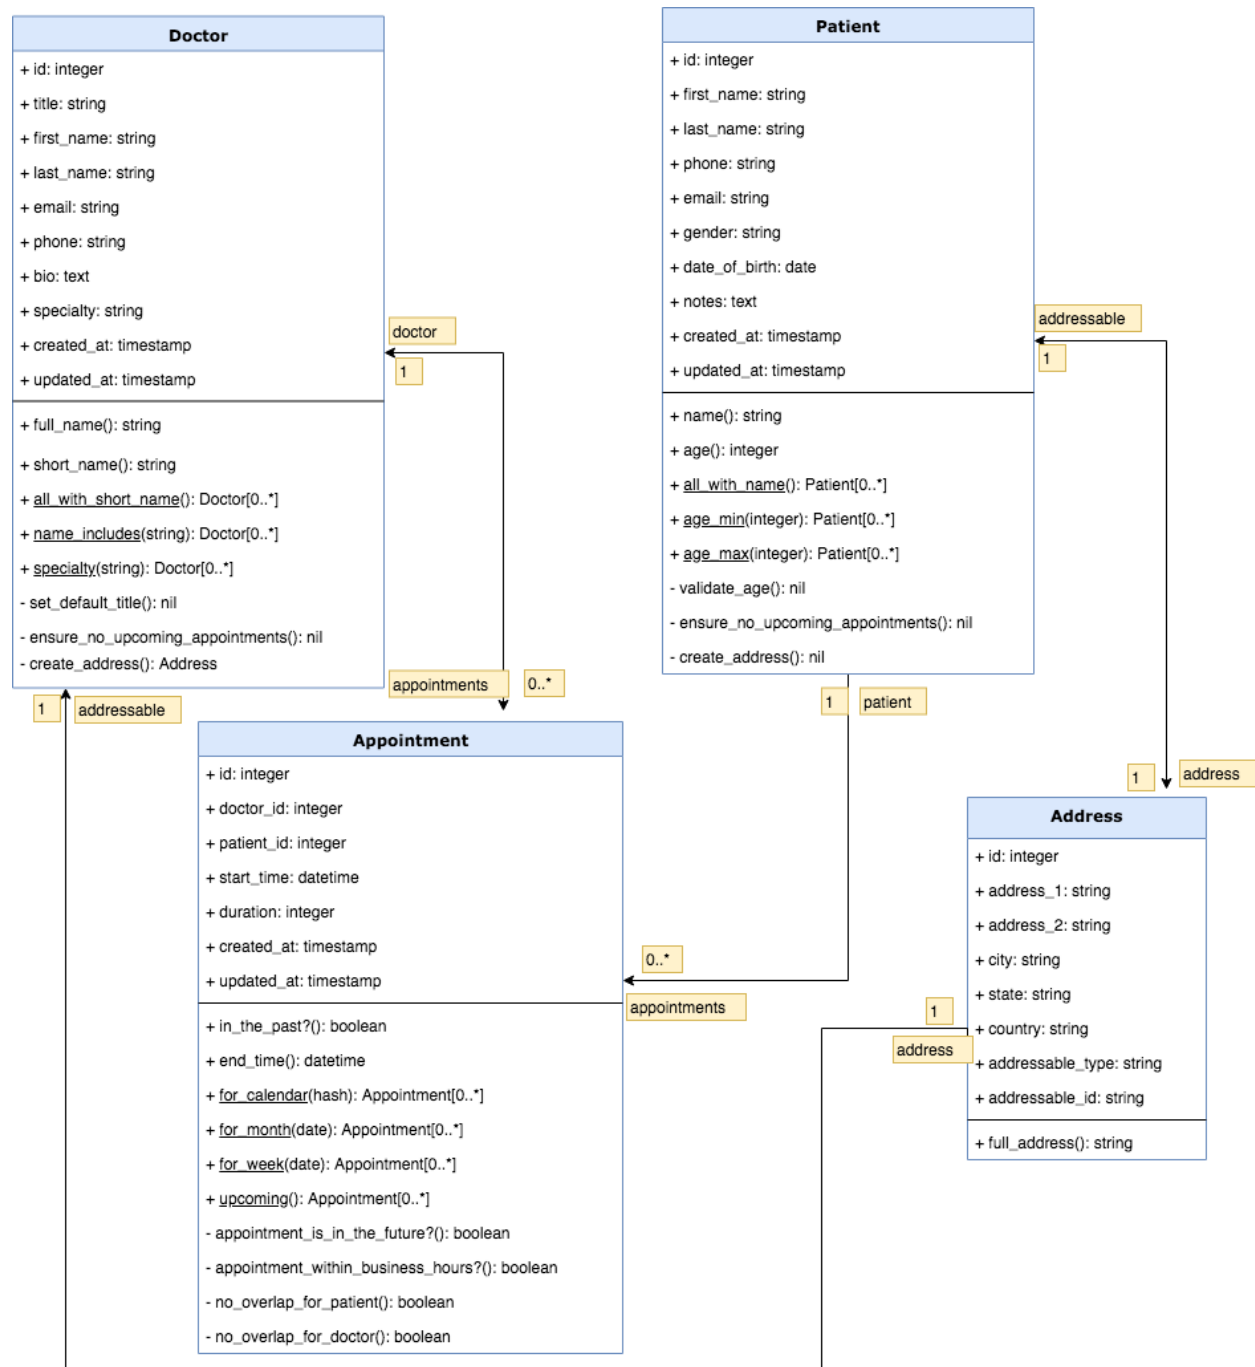 Doctor
+ id: integer
+ title: string
+ first_name: string
+ last_name: string
+ email: string
+ phone: string
+ bio: text
+ specialty: string
+ created_at: timestamp
+ updated_at: timestamp
+ full_name(): string
+ short_name(): string
+ all_with_short_name(): Doctor[0..*]
+ name_includes(string): Doctor[0..*]
+ specialty(string): Doctor[0..*]
- set_default_title(): nil
- ensure_no_upcoming_appointments(): nil
- create_address(): Address
doctor
1
appointments
0..*
1
addressable
Patient
+ id: integer
+ first_name: string
+ last_name: string
+ phone: string
+ email: string
+ gender: string
+ date_of_birth: date
+ notes: text
+ created_at: timestamp
+ updated_at: timestamp
+ name(): string
+ age(): integer
+ all_with_name(): Patient[0..*]
+ age_min(integer): Patient[0..*]
+ age_max(integer): Patient[0..*]
- validate_age(): nil
- ensure_no_upcoming_appointments(): nil
- create_address(): nil
addressable
1
1
patient
1
address
Appointment
+ id: integer
+ doctor_id: integer
+ patient_id: integer
+ start_time: datetime
+ duration: integer
+ created_at: timestamp
+ updated_at: timestamp
+ in_the_past?(): boolean
+ end_time(): datetime
+ for_calendar(hash): Appointment[0..*]
+ for_month(date): Appointment[0..*]
+ for_week(date): Appointment[0..*]
+ upcoming(): Appointment[0..*]
- appointment_is_in_the_future?(): boolean
- appointment_within_business_hours?(): boolean
- no_overlap_for_patient(): boolean
- no_overlap_for_doctor(): boolean
0..*
appointments
1
address
Address
+ id: integer
+ address_1: string
+ address_2: string
+ city: string
+ state: string
+ country: string
+ addressable_type: string
+ addressable_id: string
+ full_address(): string